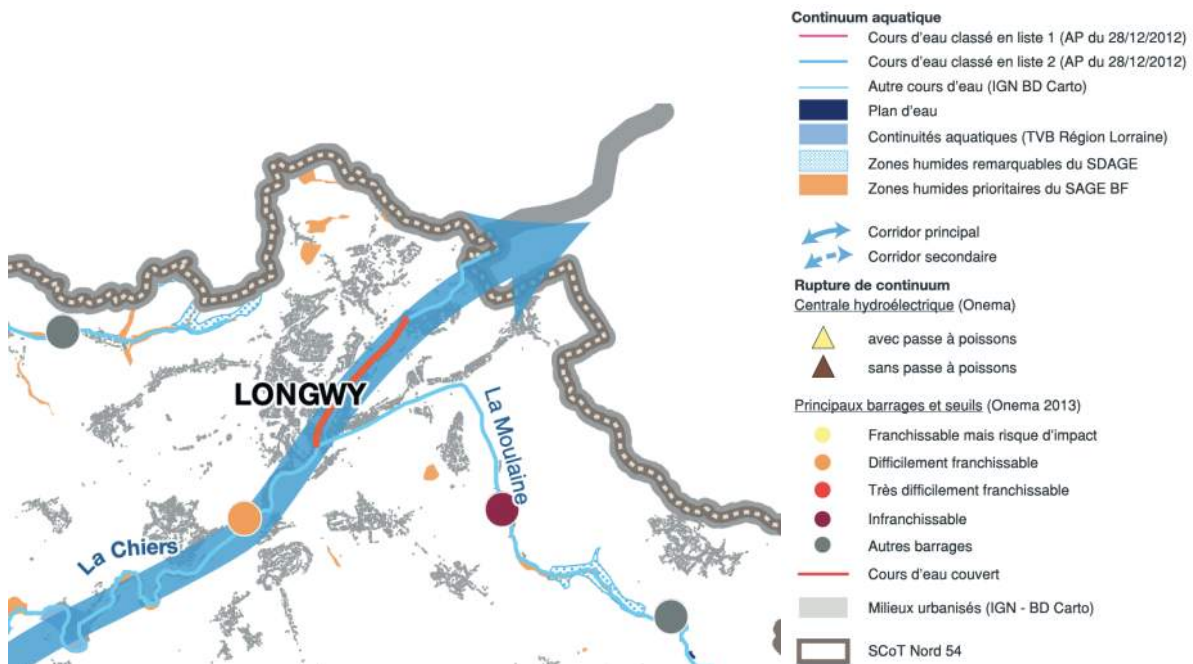 LONGWY
La Moulaine
La Chiers
Continuum aquatique
Cours d'eau classé en liste 1 (AP du 28/12/2012)
Cours d'eau classé en liste 2 (AP du 28/12/2012)
Autre cours d'eau (IGN BD Carto)
Plan d'eau
Continuités aquatiques (TVB Région Lorraine)
Zones humides remarquables du SDAGE
Zones humides prioritaires du SAGE BF
Corridor principal
Corridor secondaire
Rupture de continuum
Centrale hydroélectrique (Onema)
avec passe à poissons
sans passe à poissons
Principaux barrages et seuils (Onema 2013)
Franchissable mais risque d'impact
Difficilement franchissable
Très difficilement franchissable
Infranchissable
Autres barrages
Cours d'eau couvert
Milieux urbanisés (IGN - BD Carto)
SCoT Nord 54